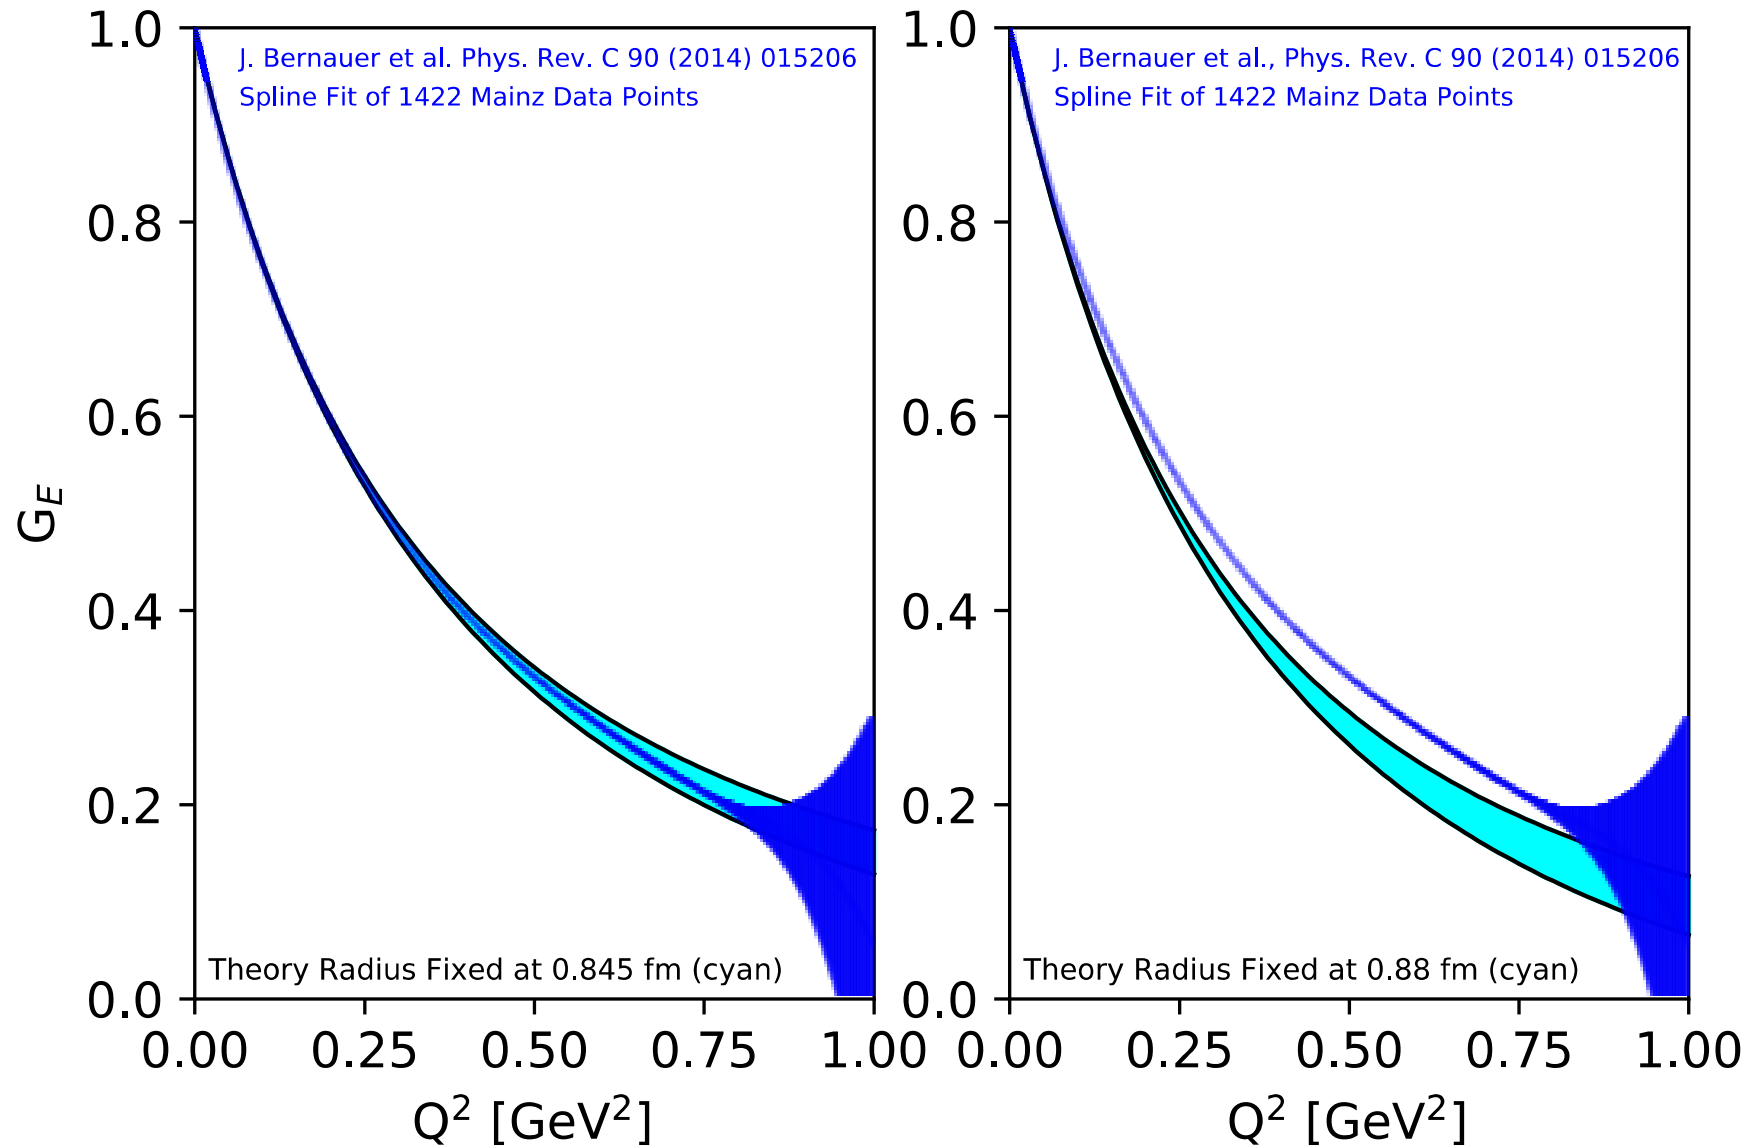 J. Bernauer et al. Phys. Rev. C 90 (2014) 015206
Spline Fit of 1422 Mainz Data Points
1.0
0.8
0.6
0.4
0.2
0.0
G_E
Theory Radius Fixed at 0.845 fm (cyan)
0.00 0.25 0.50 0.75 1.00
Q² [GeV²]
J. Bernauer et al., Phys. Rev. C 90 (2014) 015206
Spline Fit of 1422 Mainz Data Points
1.0
0.8
0.6
0.4
0.2
0.0
Theory Radius Fixed at 0.88 fm (cyan)
0.00 0.25 0.50 0.75 1.00
Q² [GeV²]